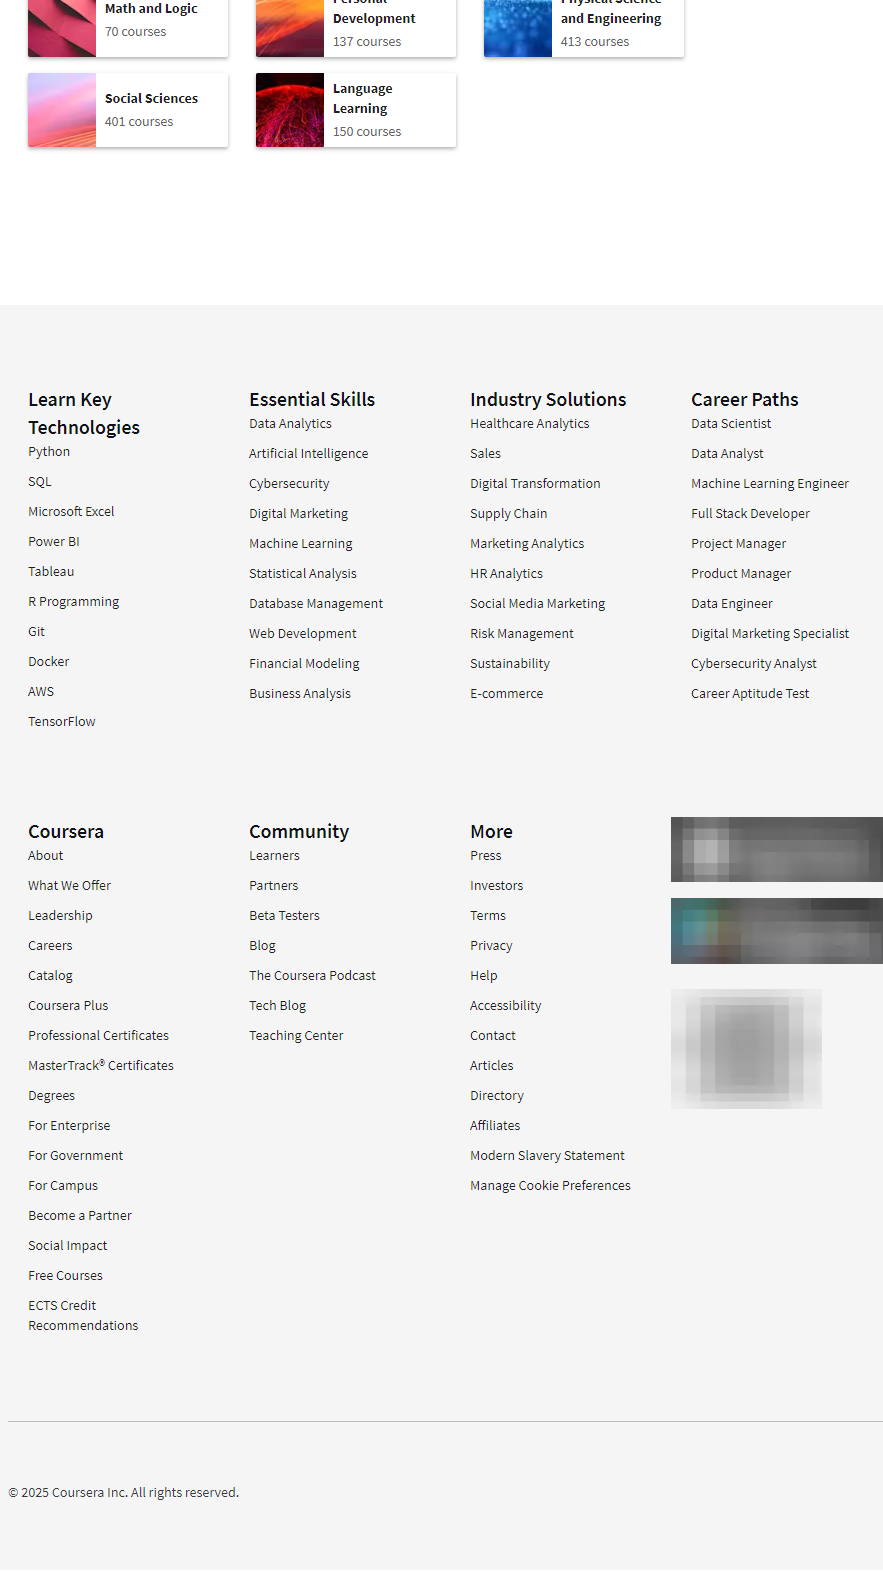 Math and Logic
70 courses
Personal
Development
137 courses
Physical Science
and Engineering
413 courses
Social Sciences
401 courses
Language
Learning
150 courses
Learn Key
Technologies
Python
SQL
Microsoft Excel
Power BI
Tableau
R Programming
Git
Docker
AWS
TensorFlow
Essential Skills
Data Analytics
Artificial Intelligence
Cybersecurity
Digital Marketing
Machine Learning
Statistical Analysis
Database Management
Web Development
Financial Modeling
Business Analysis
Industry Solutions
Healthcare Analytics
Sales
Digital Transformation
Supply Chain
Marketing Analytics
HR Analytics
Social Media Marketing
Risk Management
Sustainability
E-commerce
Career Paths
Data Scientist
Data Analyst
Machine Learning Engineer
Full Stack Developer
Project Manager
Product Manager
Data Engineer
Digital Marketing Specialist
Cybersecurity Analyst
Career Aptitude Test
Coursera
About
What We Offer
Leadership
Careers
Catalog
Coursera Plus
Professional Certificates
MasterTrack® Certificates
Degrees
For Enterprise
For Government
For Campus
Become a Partner
Social Impact
Free Courses
ECTS Credit
Recommendations
Community
Learners
Partners
Beta Testers
Blog
The Coursera Podcast
Tech Blog
Teaching Center
More
Press
Investors
Terms
Privacy
Help
Accessibility
Contact
Articles
Directory
Affiliates
Modern Slavery Statement
Manage Cookie Preferences
© 2025 Coursera Inc. All rights reserved.